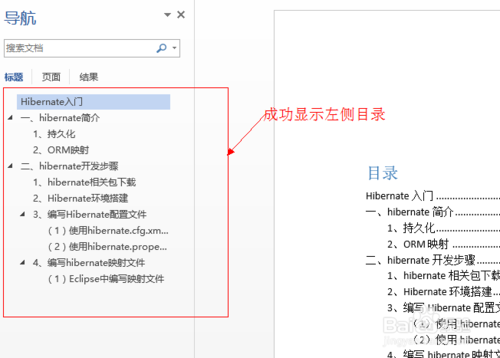 导航
搜索文档
标题 页面 结果
Hibernate入门
一、hibernate简介
1、持久化
2、ORM映射
二、hibernate开发步骤
1、hibernate相关包下载
2、Hibernate环境搭建
3、编写Hibernate配置文件
（1）使用hibernate.cfg.xm...
（2）使用hibernate.prope...
4、编写hibernate映射文件
（1）Eclipse中编写映射文件
成功显示左侧目录
目录
Hibernate 入门
一、hibernate 简介
1、持久化
2、ORM 映射
二、hibernate 开发步骤
1、hibernate 相关包下载
2、Hibernate 环境搭建
3、编写 Hibernate 配置文
使用 hibernat
使用 hibernat
4、编写 hibernate 映射文